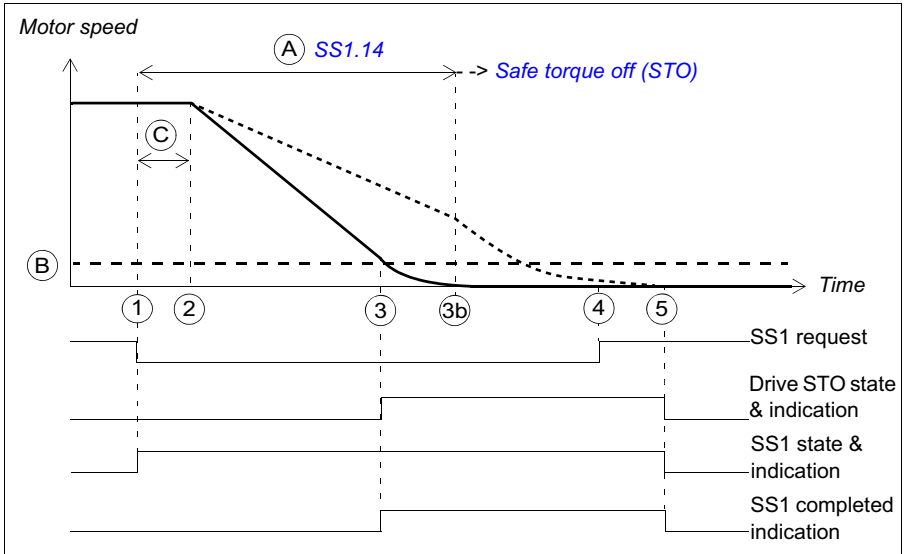 Motor speed
A SS1.14
--> Safe torque off (STO)
C
B
Time
1 2 3 3b 4 5
SS1 request
Drive STO state
& indication
SS1 state &
indication
SS1 completed
indication